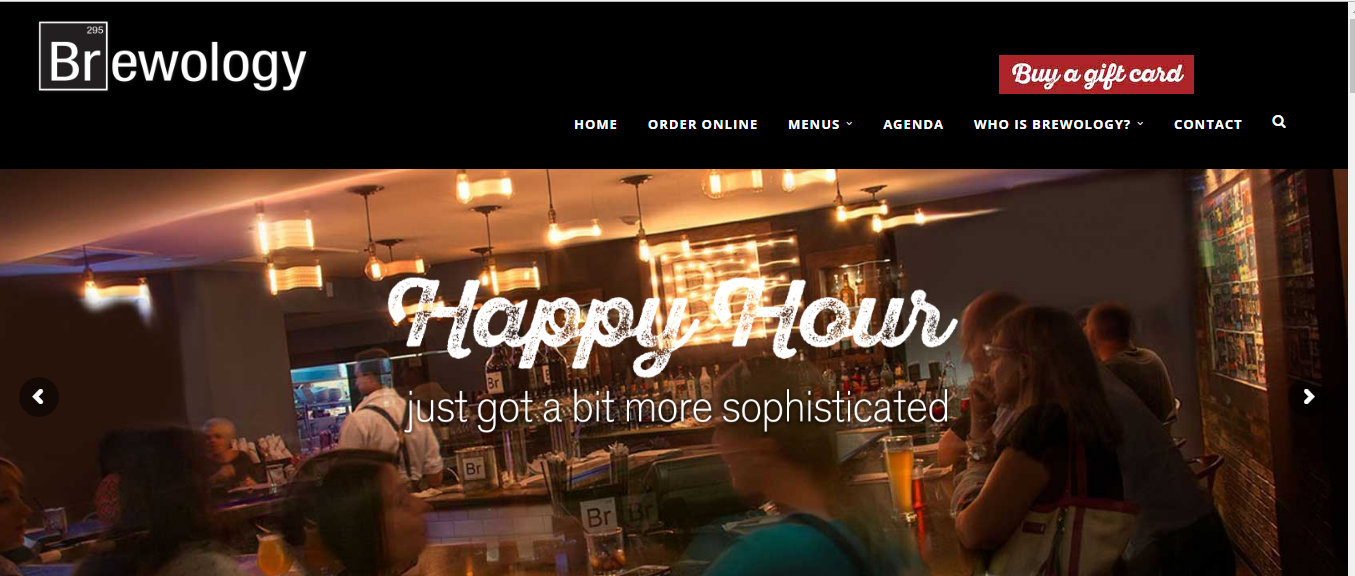 295
Brewology
Buy a gift card
HOME ORDER ONLINE MENUS AGENDA WHO IS BREWOLOGY? CONTACT
Happy Hour
just got a bit more sophisticated
Br
Br
Br
Br